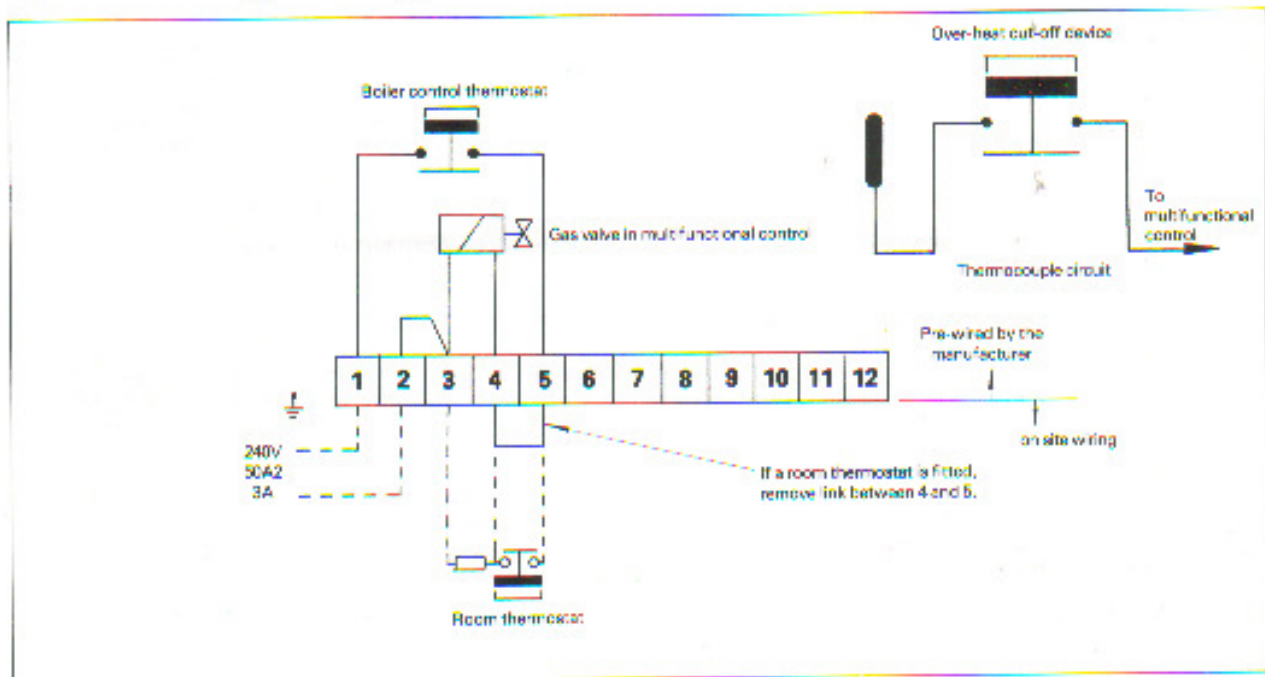 Over-heat cut-off device
Boiler control thermostat
To
multifunctional
control
Gas valve in multifunctional control
Thermocouple circuit
Pre-wired by the
manufacturer
1 2 3 4 5 6 7 8 9 10 11 12
on site wiring
240V
50A2
3A
If a room thermostat is fitted,
remove link between 4 and 5.
Room thermostat